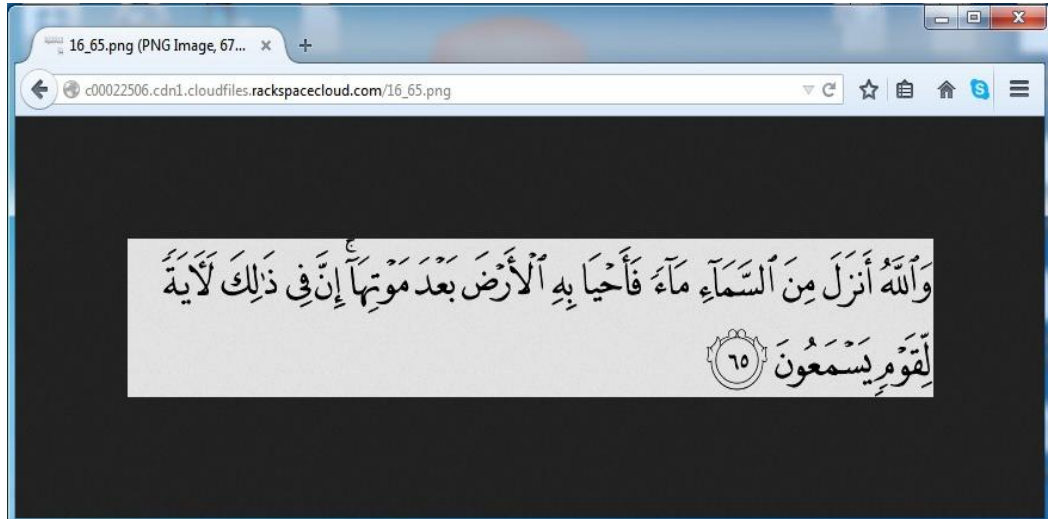 16_65.png (PNG Image, 67...
c00022506.cdn1.cloudfiles.rackspacecloud.com/16_65.png
وَٱللَّهُ أَنزَلَ مِنَ ٱلسَّمَآءِ مَآءً فَأَحْيَا بِهِ ٱلْأَرْضَ بَعْدَ مَوْتِهَآ ۚ إِنَّ فِى ذَٰلِكَ لَـَٔايَةً
لِّقَوْمٍ يَسْمَعُونَ ٦٥